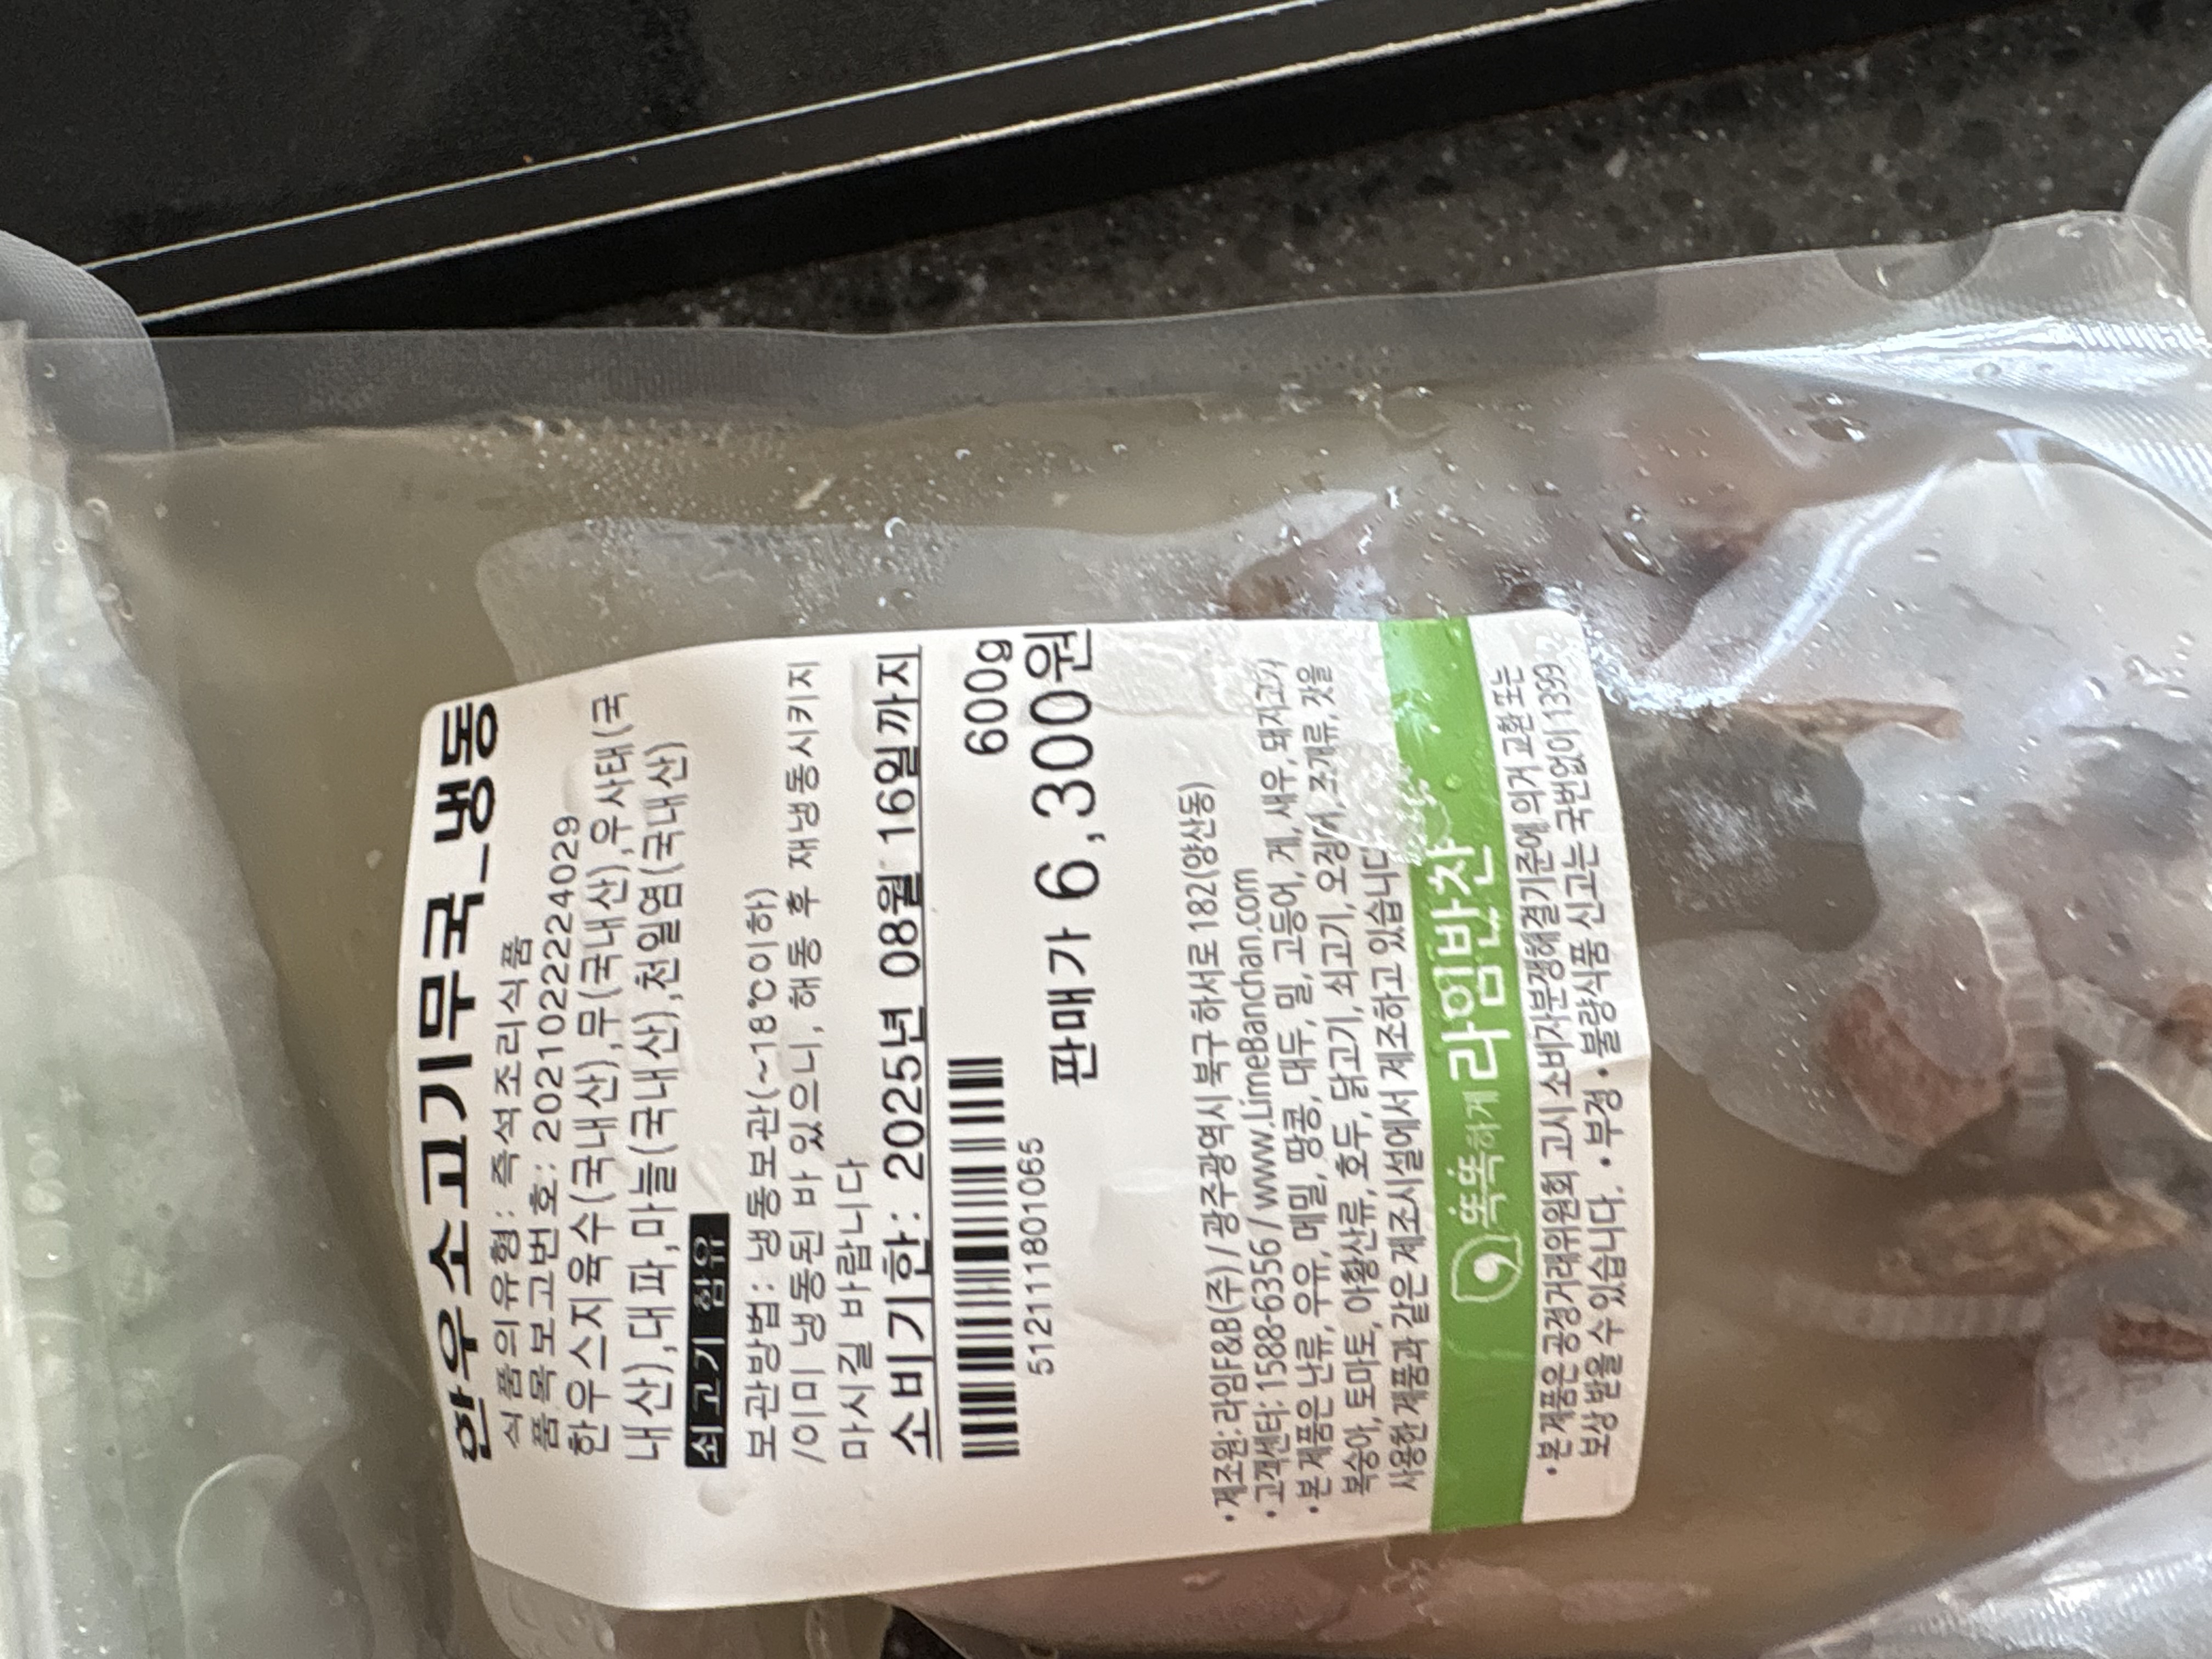 한우소고기무국_냉동
식품의유형: 즉석조리식품
품목보고번호: 20210222224029
한우스지육수(국내산),무(국내산),우사태(국
내산),대파,마늘(국내산),천일염(국내산)
쇠고기 함유
보관방법: 냉동보관(~18℃이하)
/이미 냉동된 바 있으니, 해동 후 재냉동시키지
마시길 바랍니다
소비기한: 2025년 08월 16일까지
600g
5121118010​65
판매가 6,300원
•제조원: 라임F&B(주) / 광주광역시 북구 하서로 182(양산동)
•고객센터: 1588-6356 / www.LimeBanchan.com
•본 제품은 난류, 우유, 메밀, 땅콩, 대두, 밀, 고등어, 게, 새우, 돼지고기
복숭아, 토마토, 아황산류, 호두, 닭고기, 쇠고기, 오징어, 조개류, 잣을
사용한 제품과 같은 제조시설에서 제조하고 있습니다
똑똑하게 라임반찬
•본 제품은 공정거래위원회 고시 소비자분쟁해결기준에 의거 교환 또는
보상 받을 수 있습니다. •부정•불량식품 신고는 국번없이 1399